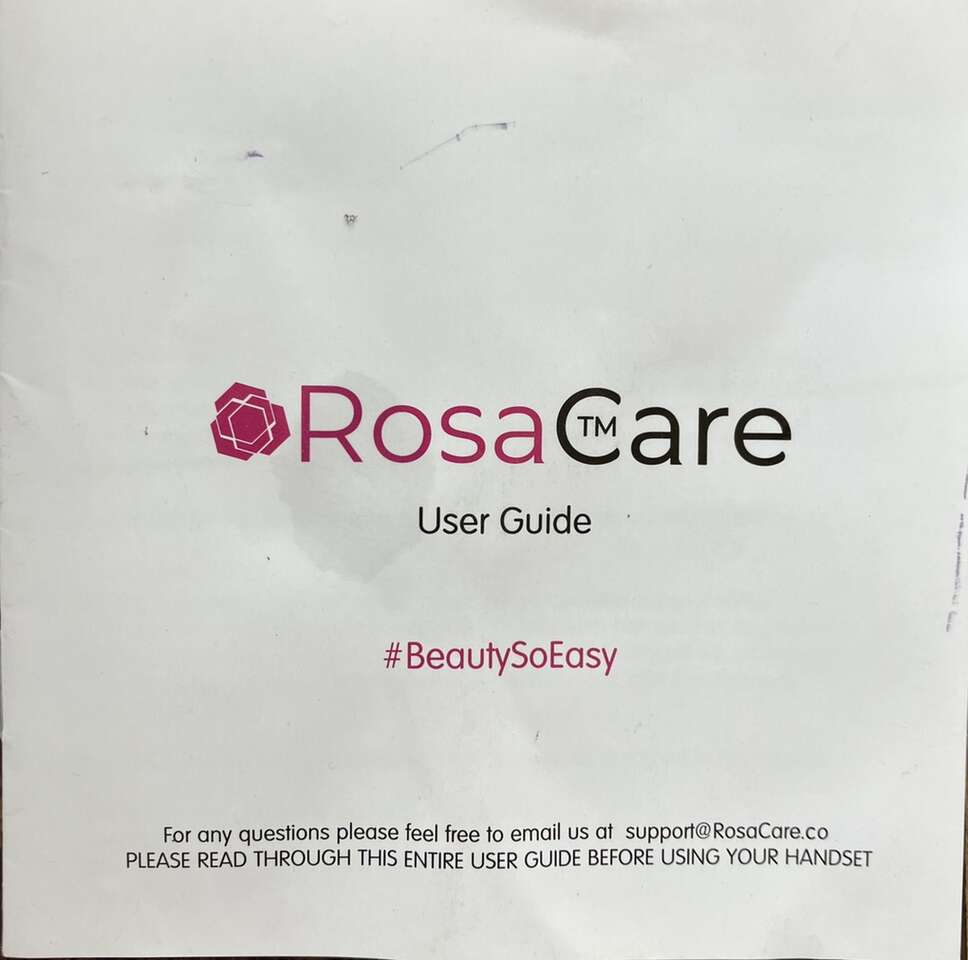 RosaCare™
User Guide
#BeautySoEasy
For any questions please feel free to email us at support@RosaCare.co
PLEASE READ THROUGH THIS ENTIRE USER GUIDE BEFORE USING YOUR HANDSET